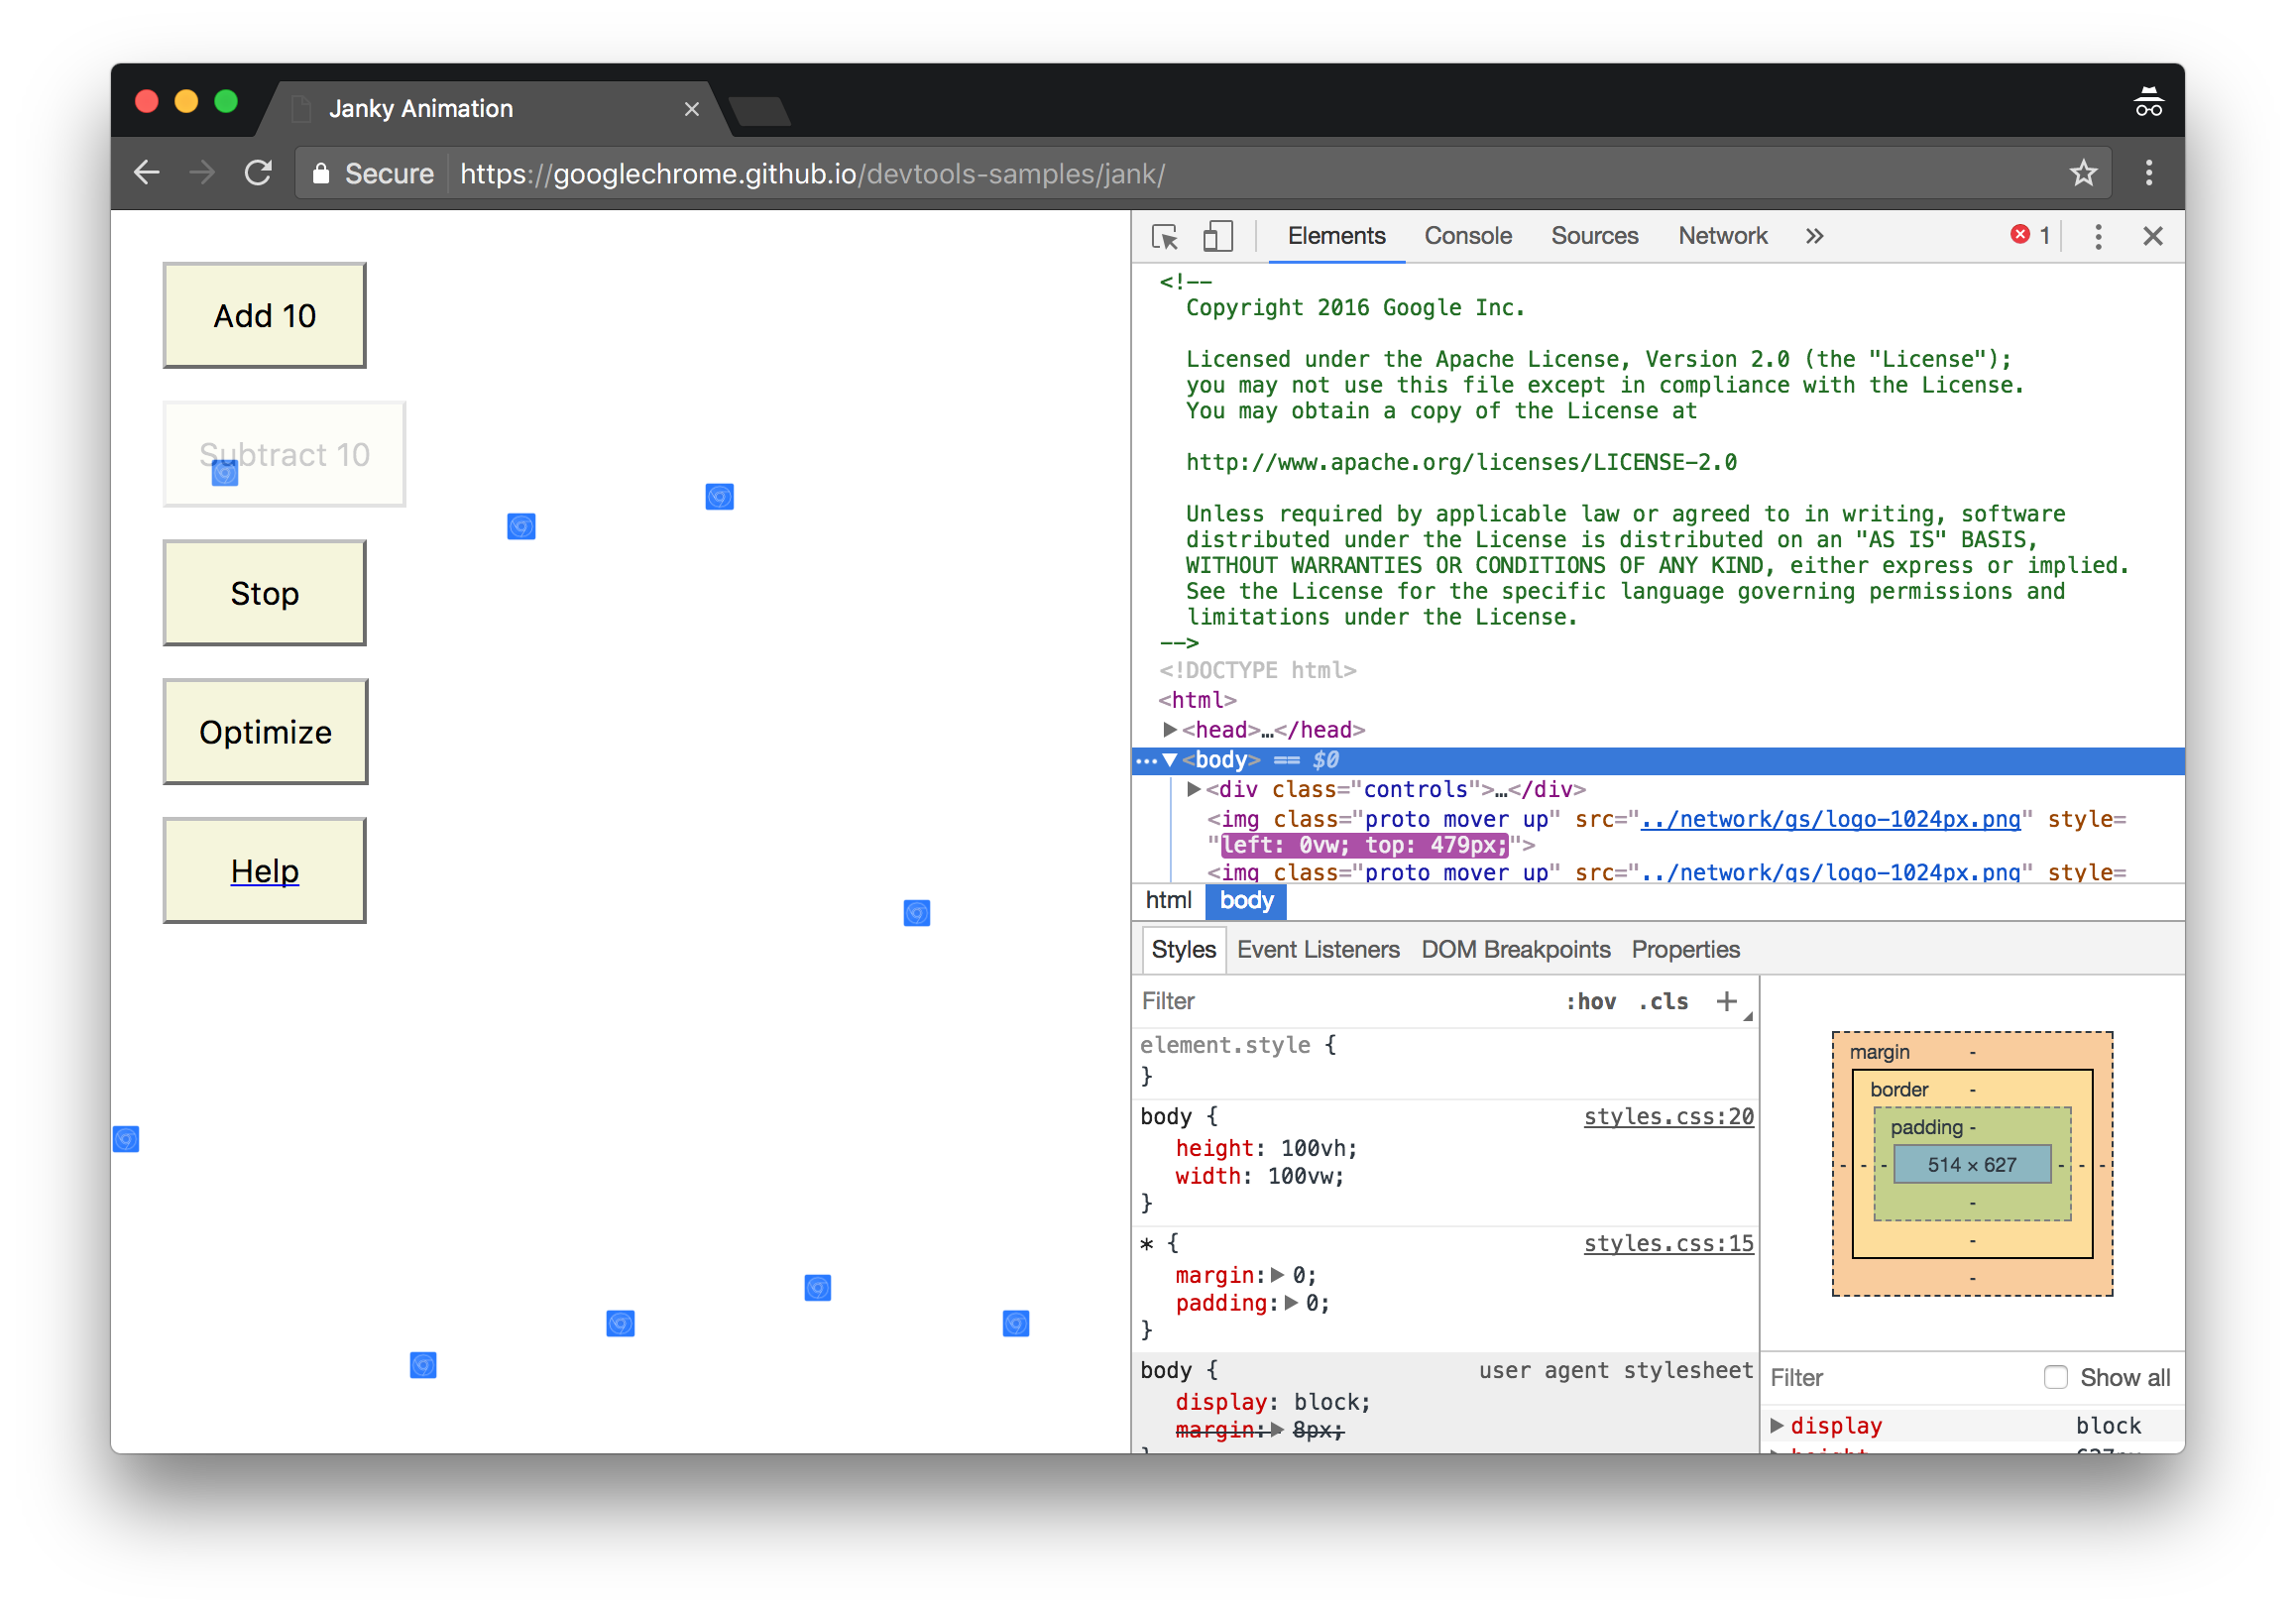 Janky Animation
Secure https://googlechrome.github.io/devtools-samples/jank/
Add 10
Subtract 10
Stop
Optimize
Help
Elements Console Sources Network » 1
<!--
Copyright 2016 Google Inc.
Licensed under the Apache License, Version 2.0 (the "License");
you may not use this file except in compliance with the License.
You may obtain a copy of the License at
http://www.apache.org/licenses/LICENSE-2.0
Unless required by applicable law or agreed to in writing, software
distributed under the License is distributed on an "AS IS" BASIS,
WITHOUT WARRANTIES OR CONDITIONS OF ANY KIND, either express or implied.
See the License for the specific language governing permissions and
limitations under the License.
-->
<!DOCTYPE html>
<html>
▶<head>…</head>
…▼<body> == $0
▶<div class="controls">…</div>
<img class="proto mover up" src="../network/gs/logo-1024px.png" style=
"left: 0vw; top: 479px;">
<img class="proto mover up" src="../network/gs/logo-1024px.png" style=
html body
Styles Event Listeners DOM Breakpoints Properties
Filter :hov .cls +
element.style {
}
body { styles.css:20
height: 100vh;
width: 100vw;
}
* { styles.css:15
margin:▶0;
padding:▶0;
}
body { user agent stylesheet
display: block;
margin:▶8px;
}
margin -
border -
padding -
- - - 514 × 627 - - -
-
-
-
Filter Show all
▶display block
▶height 627px